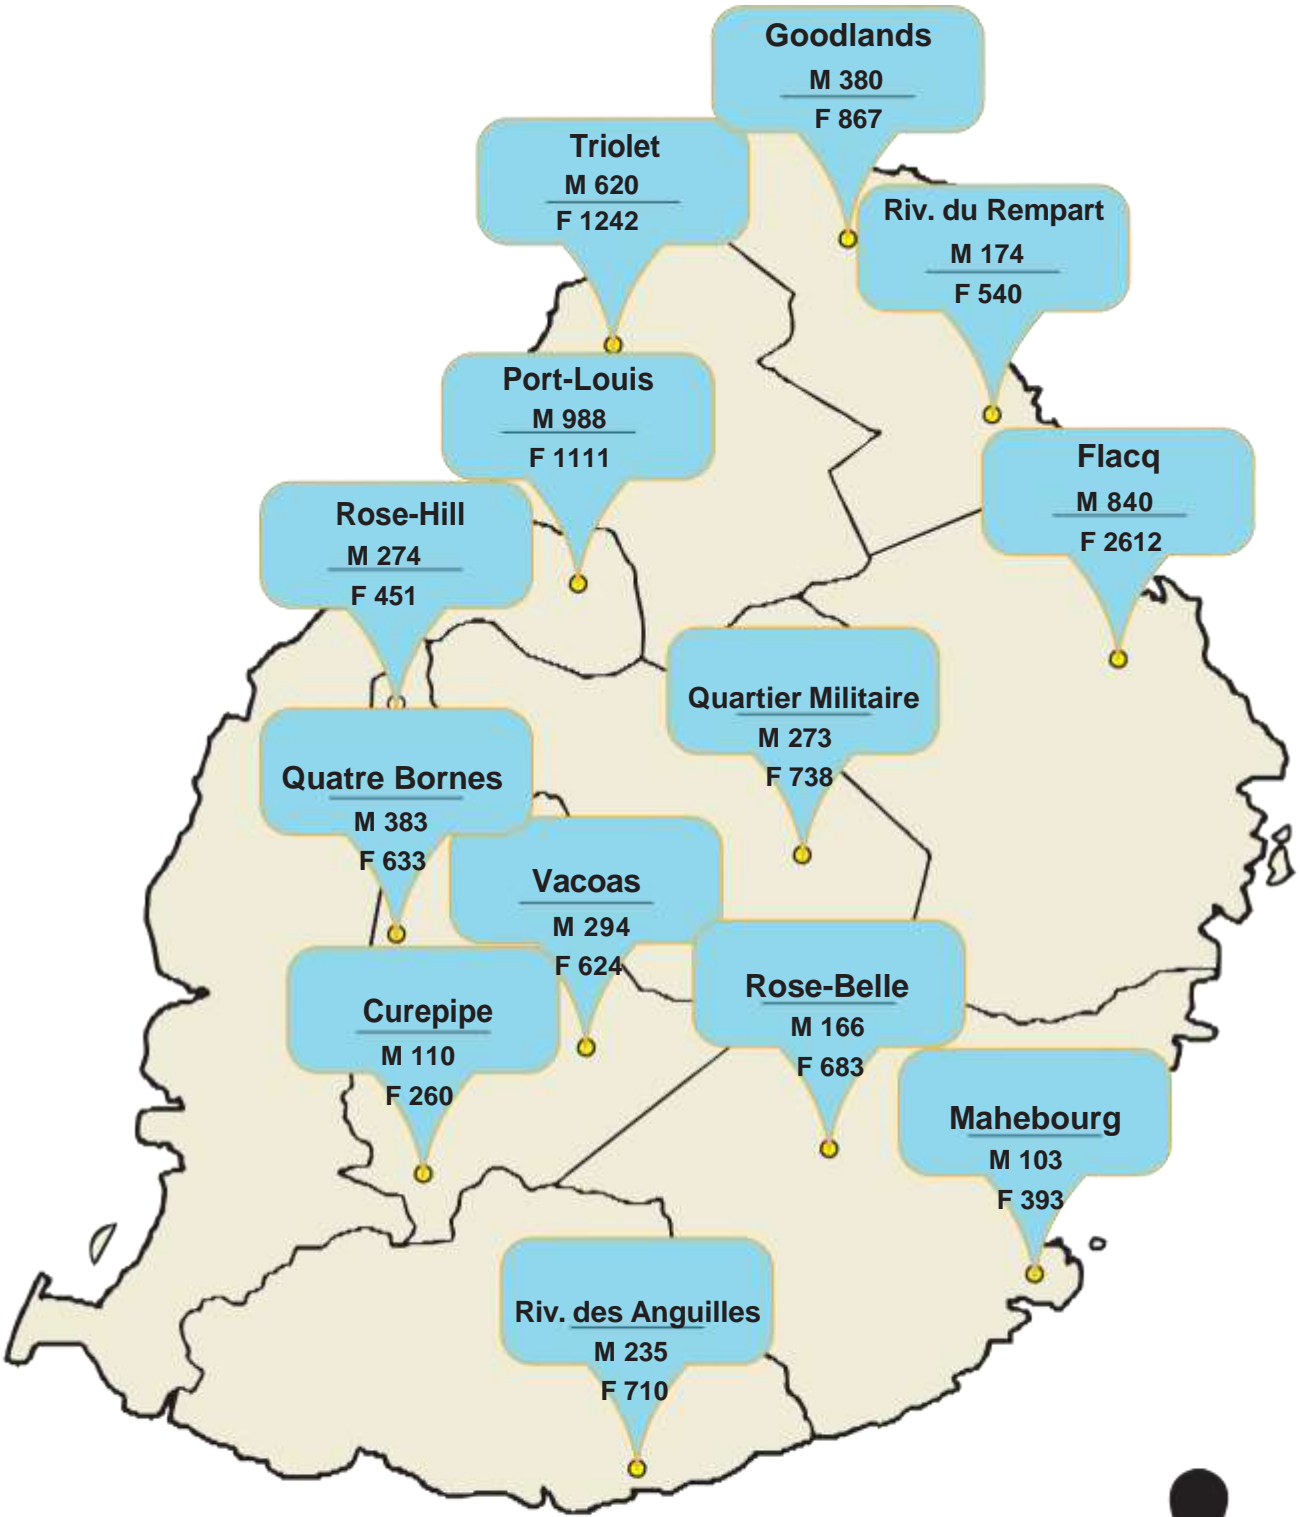 Goodlands
M 380
F 867
Triolet
M 620
F 1242
Riv. du Rempart
M 174
F 540
Port-Louis
M 988
F 1111
Flacq
M 840
F 2612
Rose-Hill
M 274
F 451
Quartier Militaire
M 273
F 738
Quatre Bornes
M 383
F 633
Vacoas
M 294
F 624
Rose-Belle
M 166
F 683
Curepipe
M 110
F 260
Mahebourg
M 103
F 393
Riv. des Anguilles
M 235
F 710